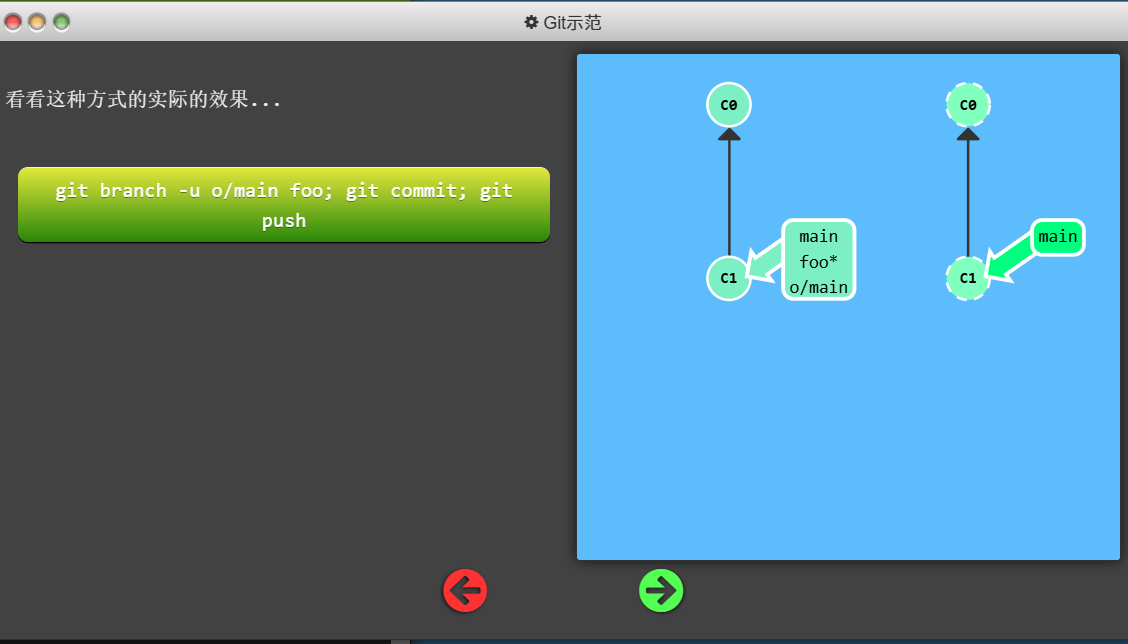 Git示范
看看这种方式的实际的效果...
git branch -u o/main foo; git commit; git
push
C0
C1
main
foo*
o/main
C0
C1
main